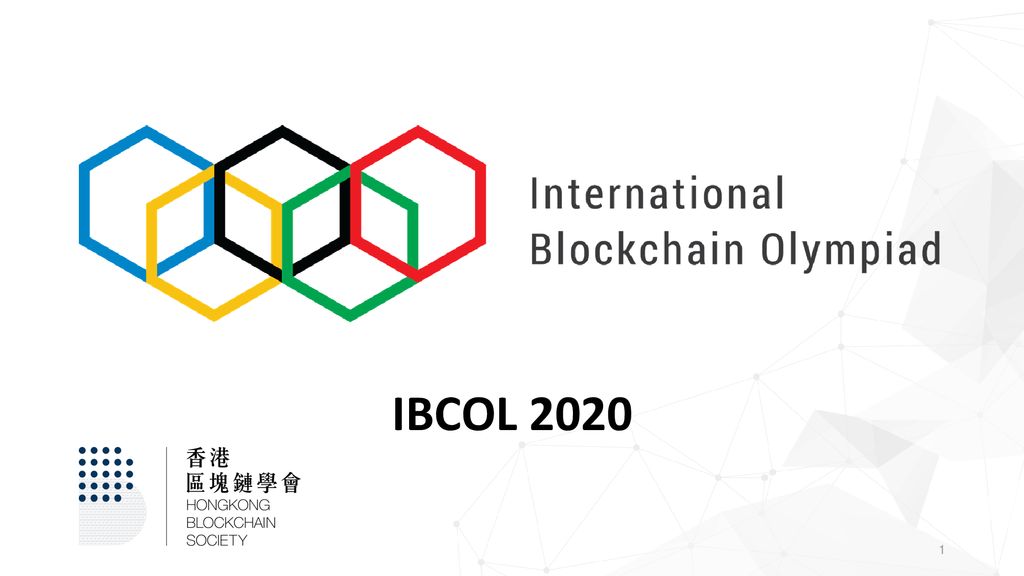 International
Blockchain Olympiad
IBCOL 2020
香港
區塊鏈學會
HONGKONG
BLOCKCHAIN
SOCIETY
1